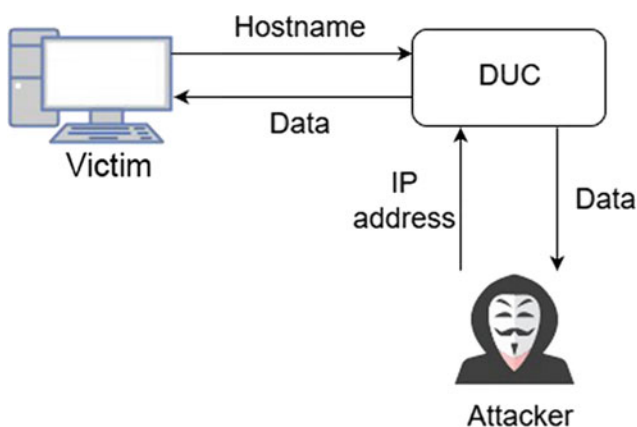 Hostname
DUC
Data
Victim
IP
address
Data
Attacker